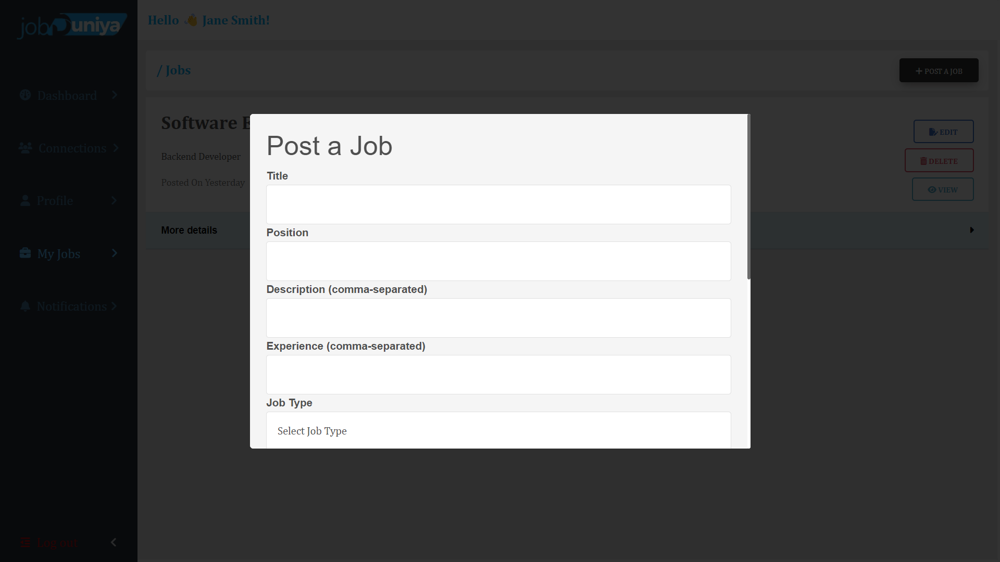 jobDuniya
Hello 👋 Jane Smith!
/ Jobs
POST A JOB
Dashboard
Connections
Profile
My Jobs
Notifications
Log out
Software E
Backend Developer
Posted On Yesterday
EDIT
DELETE
VIEW
More details
Post a Job
Title
Position
Description (comma-separated)
Experience (comma-separated)
Job Type
Select Job Type